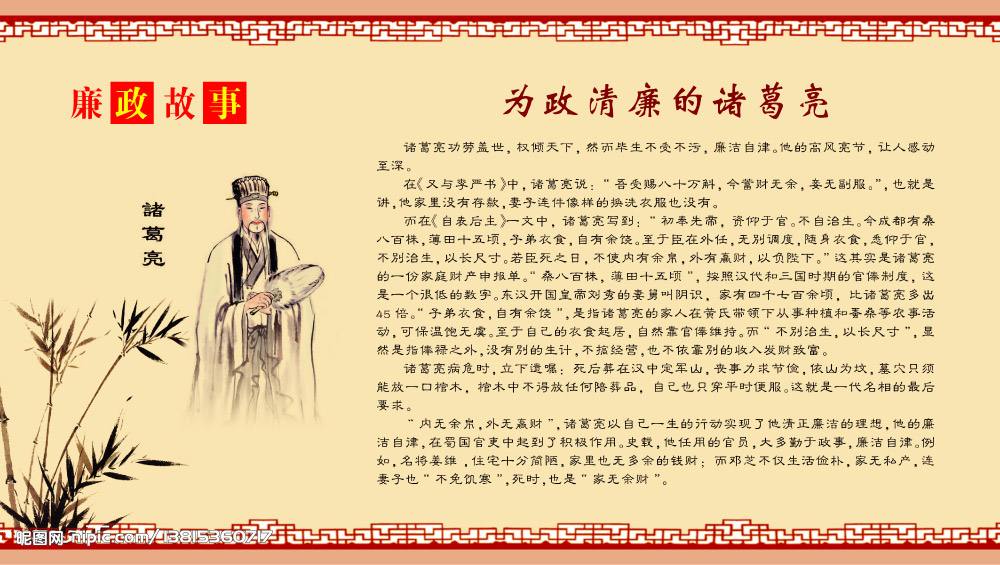 廉政故事
諸葛亮
为政清廉的诸葛亮
诸葛亮功劳盖世，权倾天下，然而毕生不受不污，廉洁自律。他的高风亮节，让人感动
至深。
在《又与李严书》中，诸葛亮说：“吾受赐八十万斛，今蓄财无余，妾无副服。”，也就是
讲，他家里没有存款，妻子连件像样的换洗衣服也没有。
而在《自表后主》一文中，诸葛亮写到：“初奉先帝，资仰于官。不自治生。今成都有桑
八百株，薄田十五顷，子弟衣食，自有余饶。至于臣在外任，无别调度，随身衣食，悉仰于官，
不别治生，以长尺寸。若臣死之日，不使内有余帛，外有赢财，以负陛下。”这其实是诸葛亮
的一份家庭财产申报单。“桑八百株，薄田十五顷”，按照汉代和三国时期的官俸制度，这
是一个很低的数字。东汉开国皇帝刘秀的妻舅叫阴识，家有四千七百余顷，比诸葛亮多出
45倍。“子弟衣食，自有余饶”，是指诸葛亮的家人在黄氏带领下从事种植和香桑等农事活
动，可保温饱无虞。至于自己的衣食起居，自然靠官俸维持。而“不别治生，以长尺寸”，显
然是指俸禄之外，没有别的生计，不搞经营，也不依靠别的收入发财致富。
诸葛亮病危时，立下遗嘱：死后葬在汉中定军山，丧事力求节俭，依山为坟，墓穴只须
能放一口棺木，棺木中不得放任何陪葬品，自己也只穿平时便服。这就是一代名相的最后
要求。
“内无余帛，外无赢财”，诸葛亮以自己一生的行动实现了他清正廉洁的理想，他的廉
洁自律，在蜀国官吏中起到了积极作用。史载，他任用的官员，大多勤于政事，廉洁自律。例
如，名将姜维，住宅十分简陋，家里也无多余的钱财；而邓芝不仅生活俭朴，家无私产，连
妻子也“不免饥寒”，死时，也是“家无余财”。
昵图网 nipic.com/13815360217